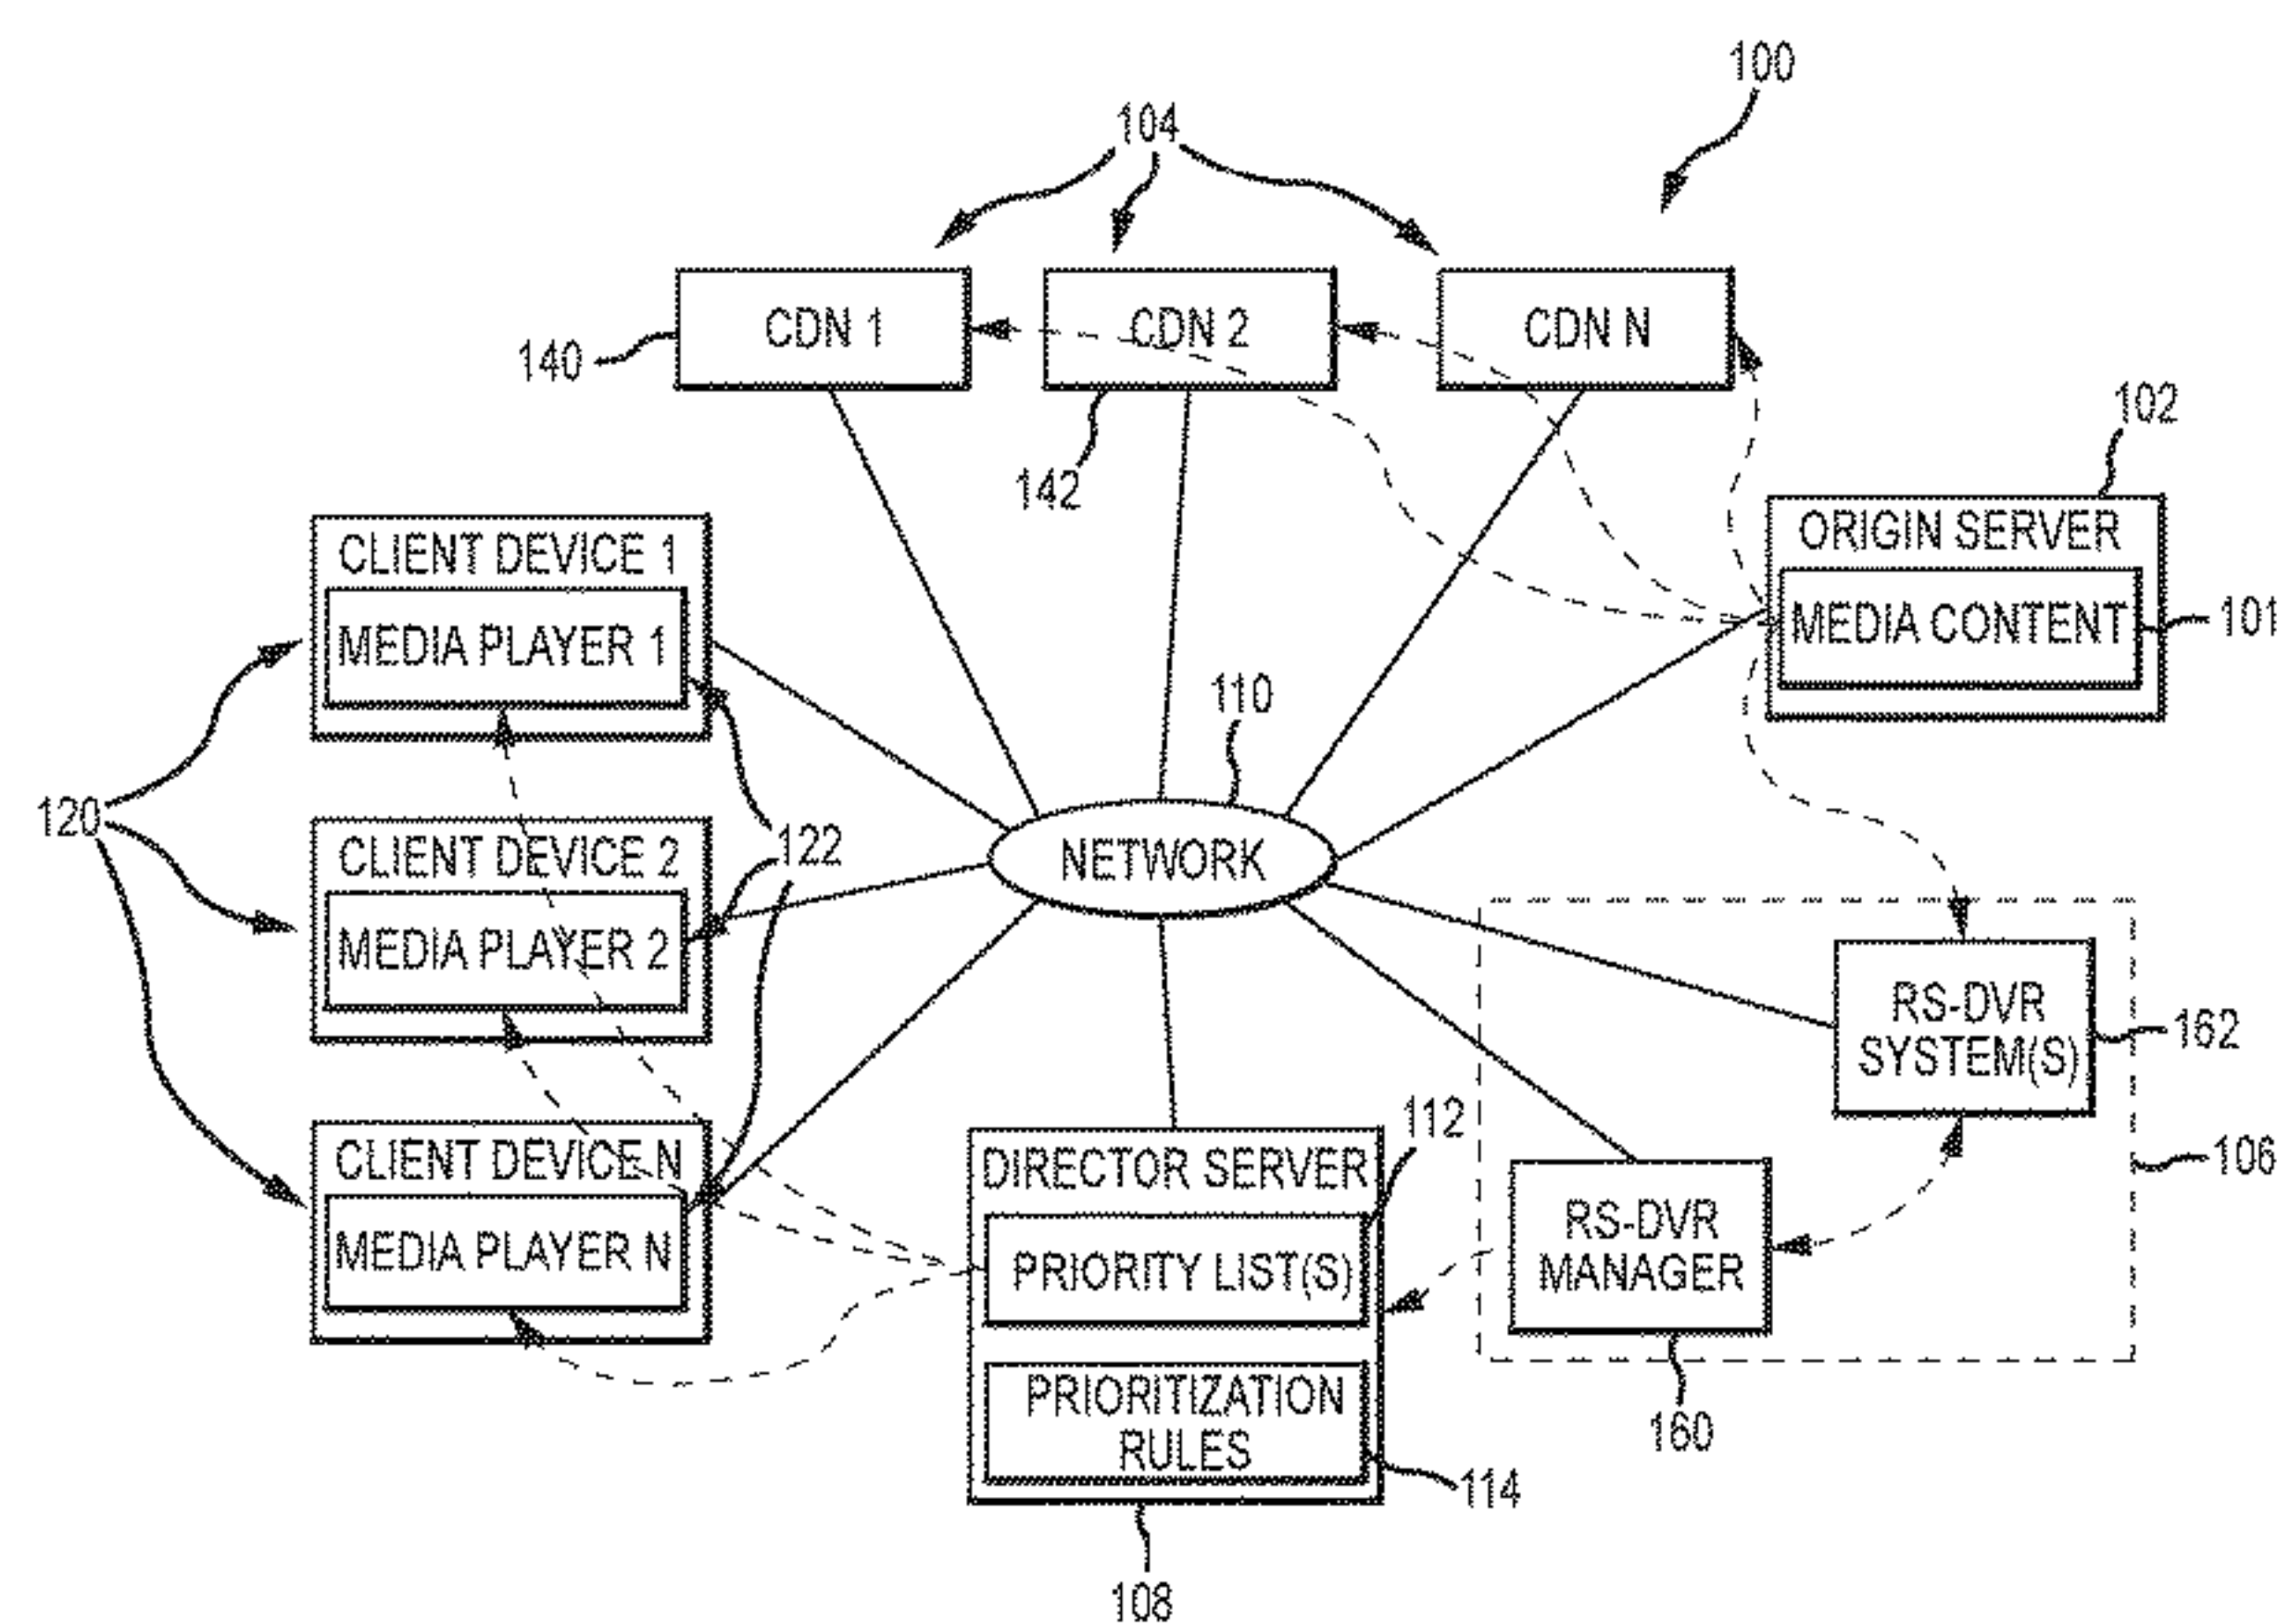 100
104
CDN 1
CDN 2
CDN N
140
142
102
ORIGIN SERVER
MEDIA CONTENT
101
CLIENT DEVICE 1
MEDIA PLAYER 1
110
NETWORK
120
122
CLIENT DEVICE 2
MEDIA PLAYER 2
RS-DVR
SYSTEM(S)
162
CLIENT DEVICE N
MEDIA PLAYER N
DIRECTOR SERVER
112
PRIORITY LIST(S)
PRIORITIZATION
RULES
114
108
RS-DVR
MANAGER
160
106